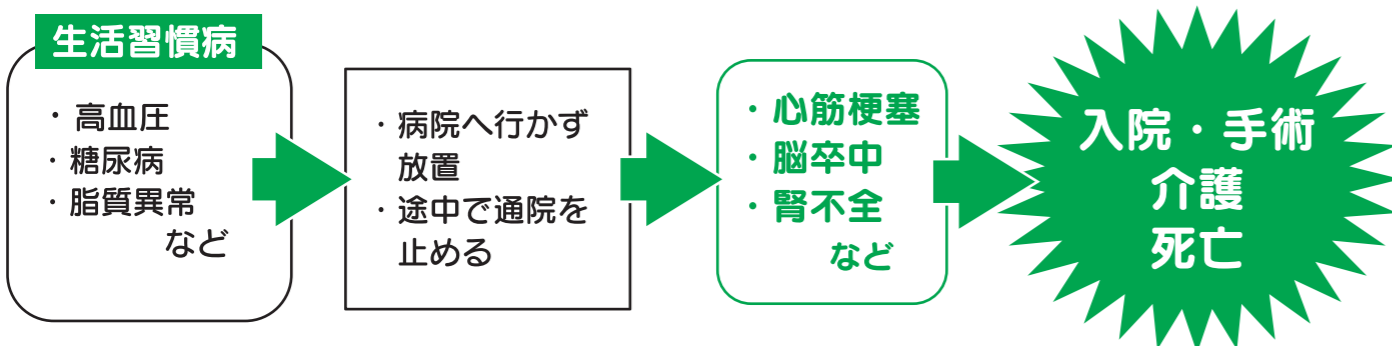 生活習慣病
・高血圧
・糖尿病
・脂質異常
など
・病院へ行かず
放置
・途中で通院を
止める
・心筋梗塞
・脳卒中
・腎不全
など
入院・手術
介護
死亡